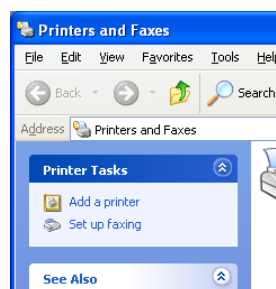 Printers and Faxes
File Edit View Favorites Tools Help
Back Search
Address Printers and Faxes
Printer Tasks
Add a printer
Set up faxing
See Also